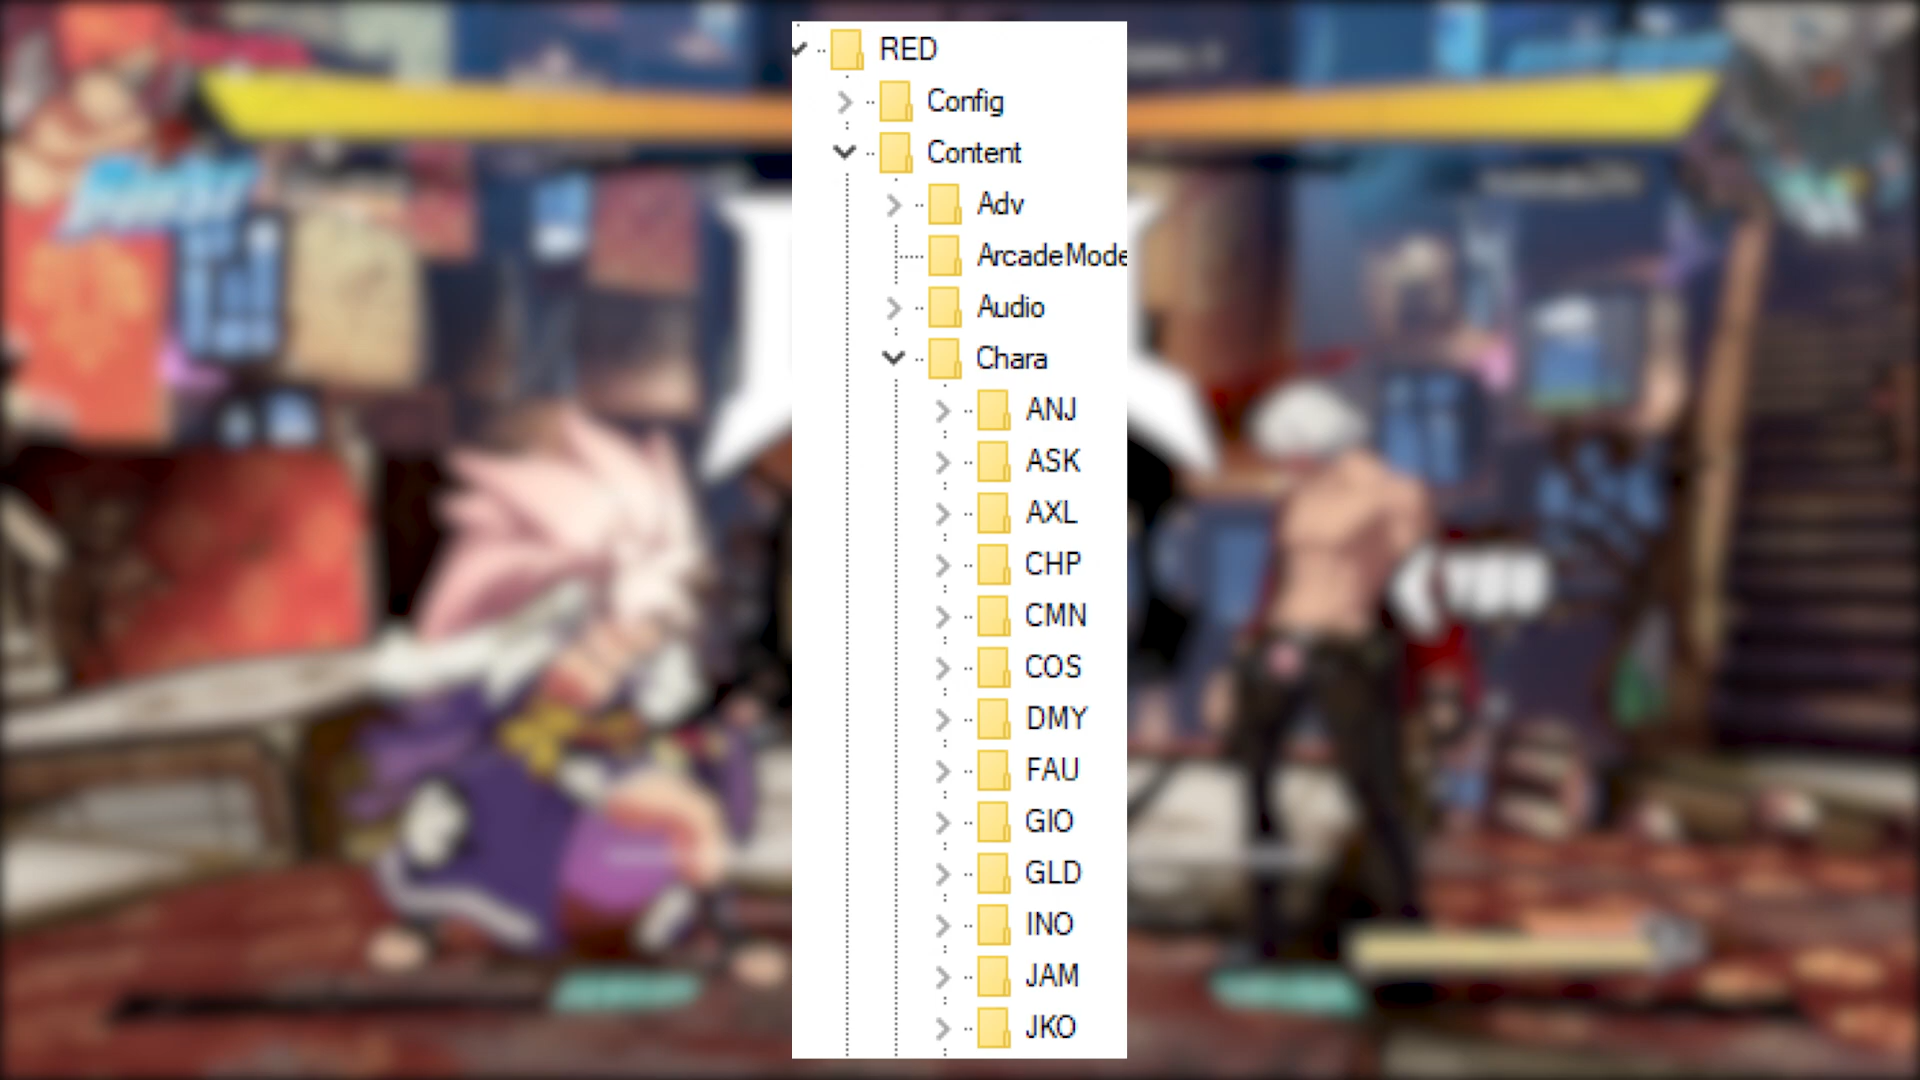 RED
Config
Content
Adv
ArcadeMode
Audio
Chara
ANJ
ASK
AXL
CHP
CMN
COS
DMY
FAU
GIO
GLD
INO
JAM
JKO